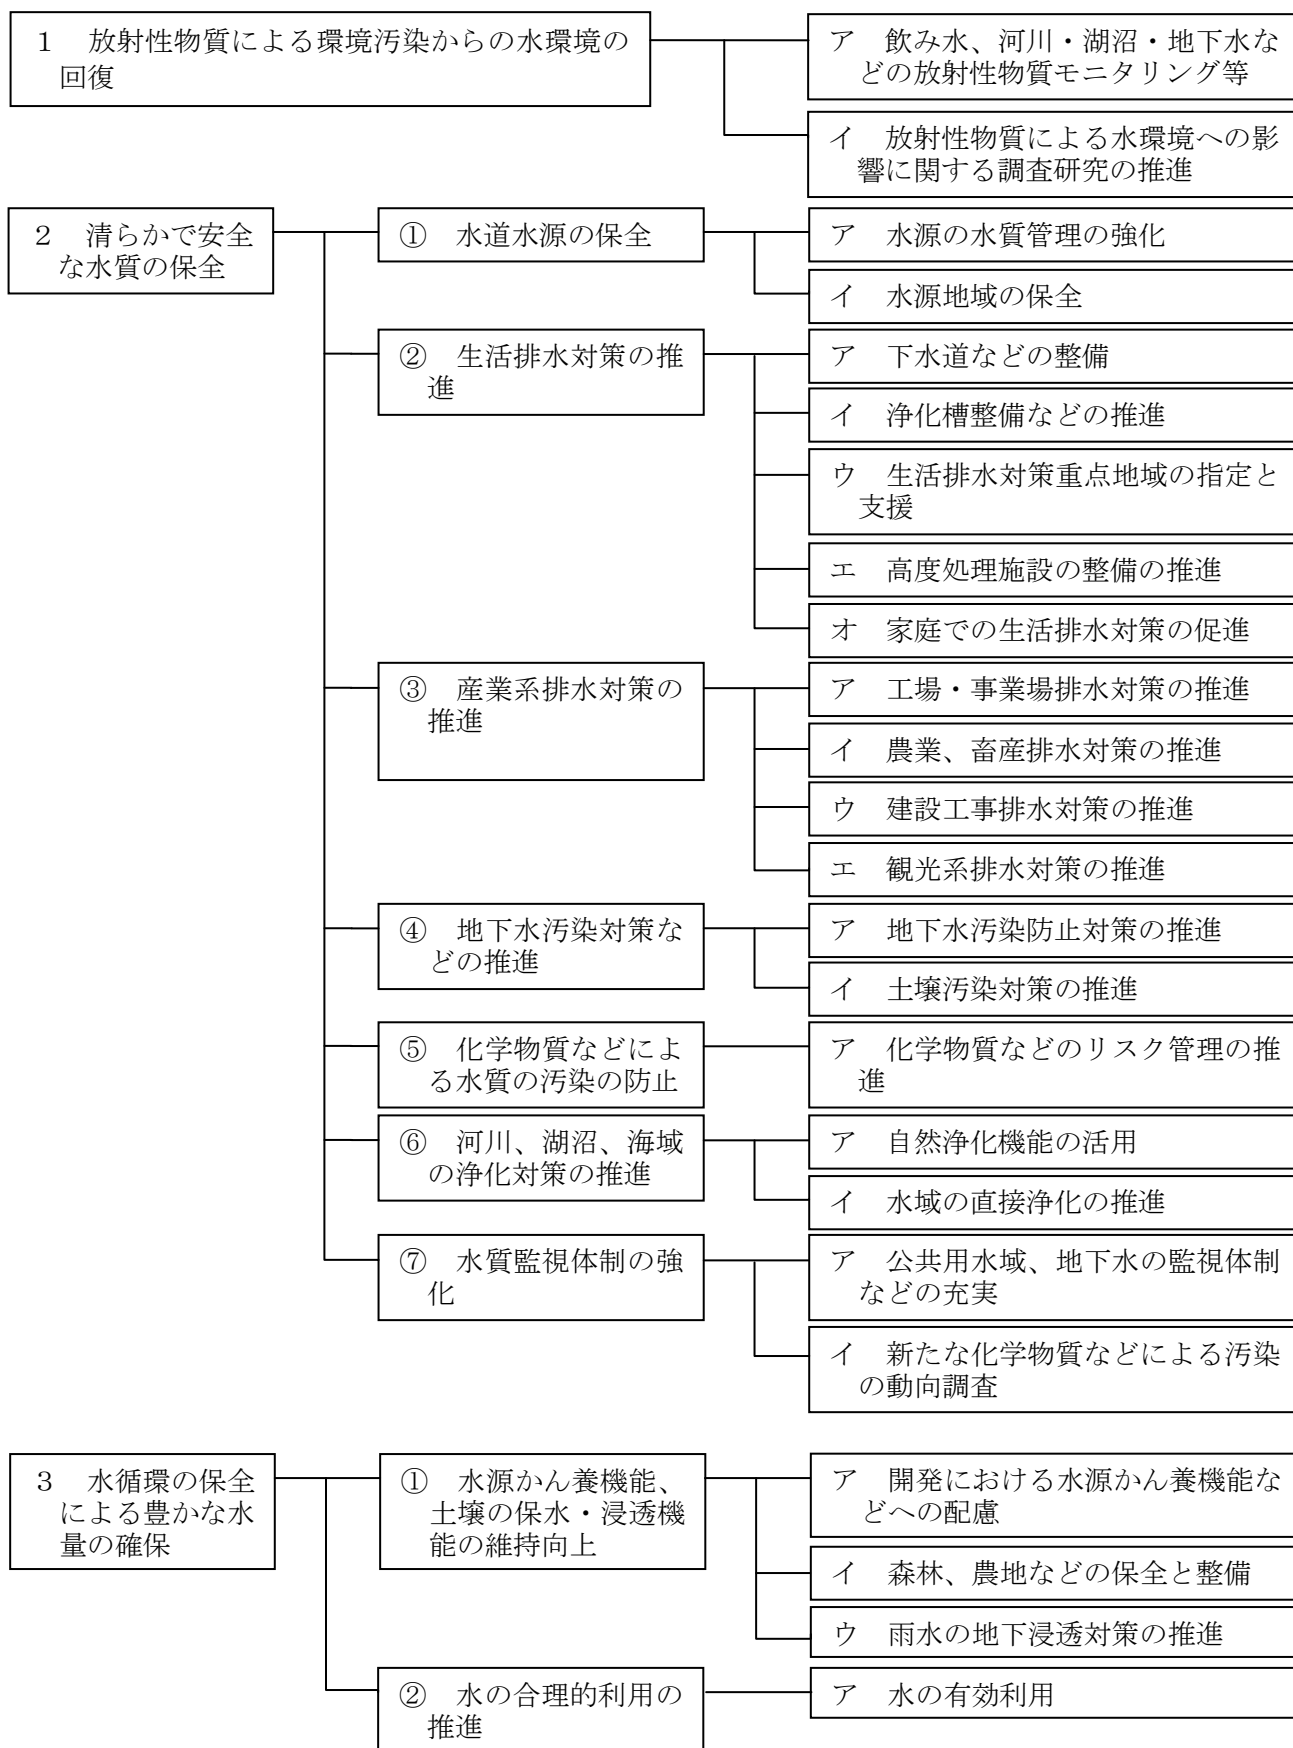 １　放射性物質による環境汚染からの水環境の
回復
ア　飲み水、河川・湖沼・地下水な
どの放射性物質モニタリング等
イ　放射性物質による水環境への影
響に関する調査研究の推進
２　清らかで安全
な水質の保全
①　水道水源の保全
ア　水源の水質管理の強化
イ　水源地域の保全
②　生活排水対策の推
進
ア　下水道などの整備
イ　浄化槽整備などの推進
ウ　生活排水対策重点地域の指定と
支援
エ　高度処理施設の整備の推進
オ　家庭での生活排水対策の促進
③　産業系排水対策の
推進
ア　工場・事業場排水対策の推進
イ　農業、畜産排水対策の推進
ウ　建設工事排水対策の推進
エ　観光系排水対策の推進
④　地下水汚染対策な
どの推進
ア　地下水汚染防止対策の推進
イ　土壌汚染対策の推進
⑤　化学物質などによ
る水質の汚染の防止
ア　化学物質などのリスク管理の推
進
⑥　河川、湖沼、海域
の浄化対策の推進
ア　自然浄化機能の活用
イ　水域の直接浄化の推進
⑦　水質監視体制の強
化
ア　公共用水域、地下水の監視体制
などの充実
イ　新たな化学物質などによる汚染
の動向調査
３　水循環の保全
による豊かな水
量の確保
①　水源かん養機能、
土壌の保水・浸透機
能の維持向上
ア　開発における水源かん養機能な
どへの配慮
イ　森林、農地などの保全と整備
ウ　雨水の地下浸透対策の推進
②　水の合理的利用の
推進
ア　水の有効利用